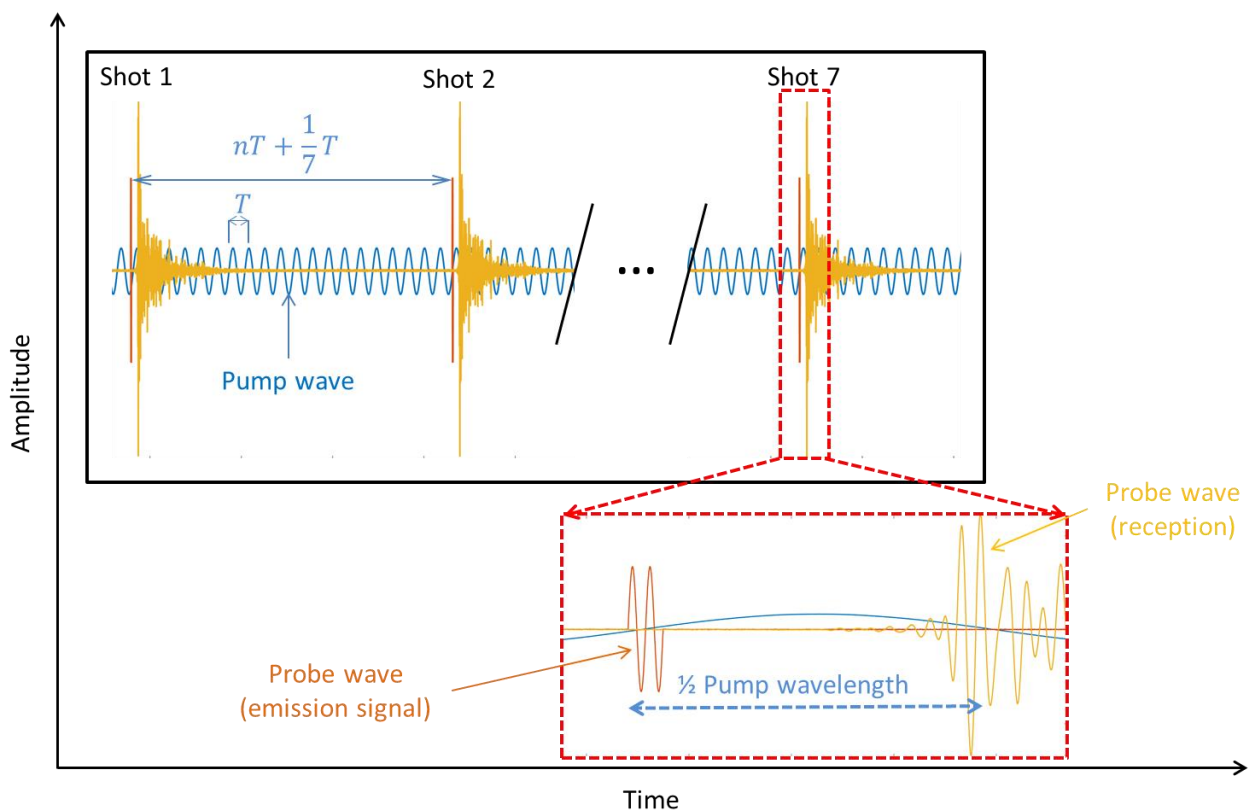 Shot 1
Shot 2
Shot 7
nT + 1/7 T
T
...
Pump wave
Amplitude
Probe wave
(reception)
Probe wave
(emission signal)
½ Pump wavelength
Time